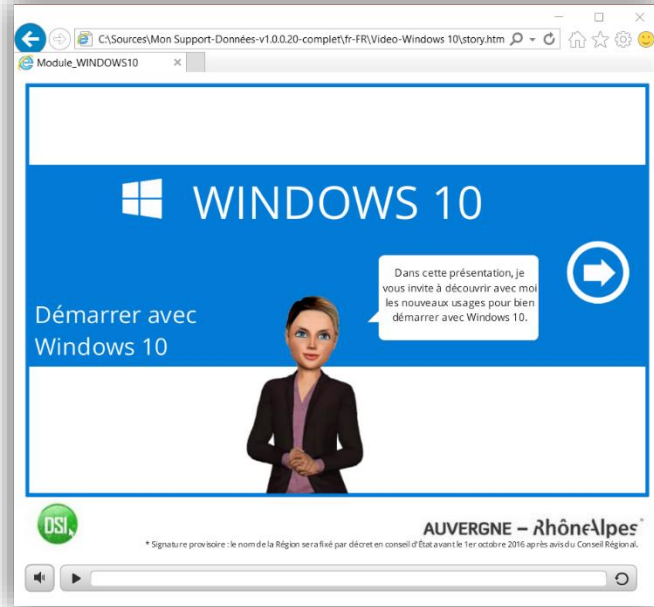 C:\Sources\Mon Support-Données-v1.0.0.20-complet\fr-FR\Video-Windows 10\story.htm
Module_WINDOWS10
WINDOWS 10
Dans cette présentation, je
vous invite à découvrir avec moi
les nouveaux usages pour bien
démarrer avec Windows 10.
Démarrer avec
Windows 10
DSI
AUVERGNE – RhôneAlpes*
* Signature provisoire : le nom de la Région sera fixé par décret en conseil d'État avant le 1er octobre 2016 après avis du Conseil Régional.